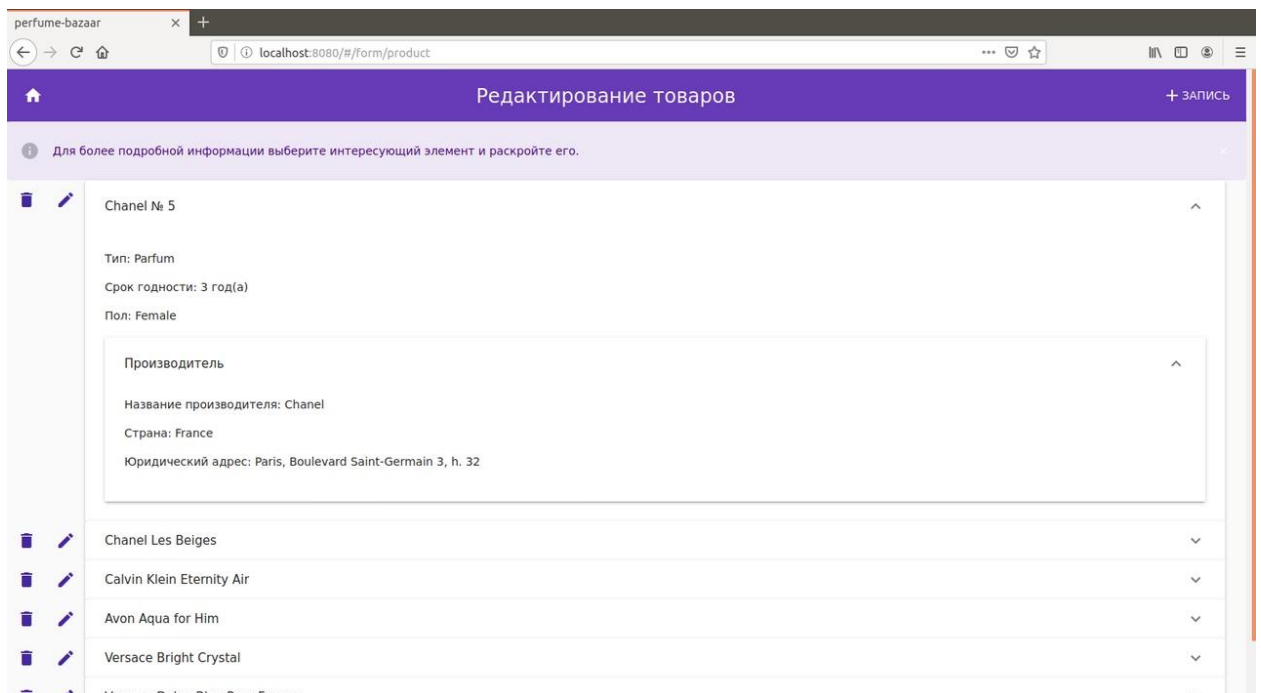 perfume-bazaar
localhost:8080/#/form/product
Редактирование товаров
+ ЗАПИСЬ
Для более подробной информации выберите интересующий элемент и раскройте его.
Chanel № 5
Тип: Parfum
Срок годности: 3 год(а)
Пол: Female
Производитель
Название производителя: Chanel
Страна: France
Юридический адрес: Paris, Boulevard Saint-Germain 3, h. 32
Chanel Les Beiges
Calvin Klein Eternity Air
Avon Aqua for Him
Versace Bright Crystal